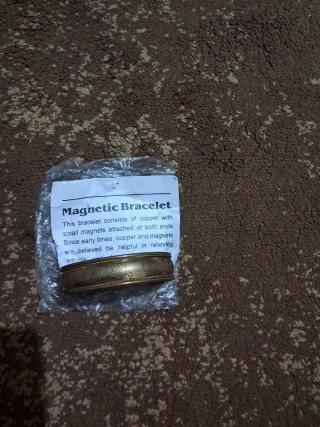 Magnetic Bracelet
This bracelet consists of copper with
small magnets attached at both ends
Since early times, copper and magnets
are believed be helpful in relieving